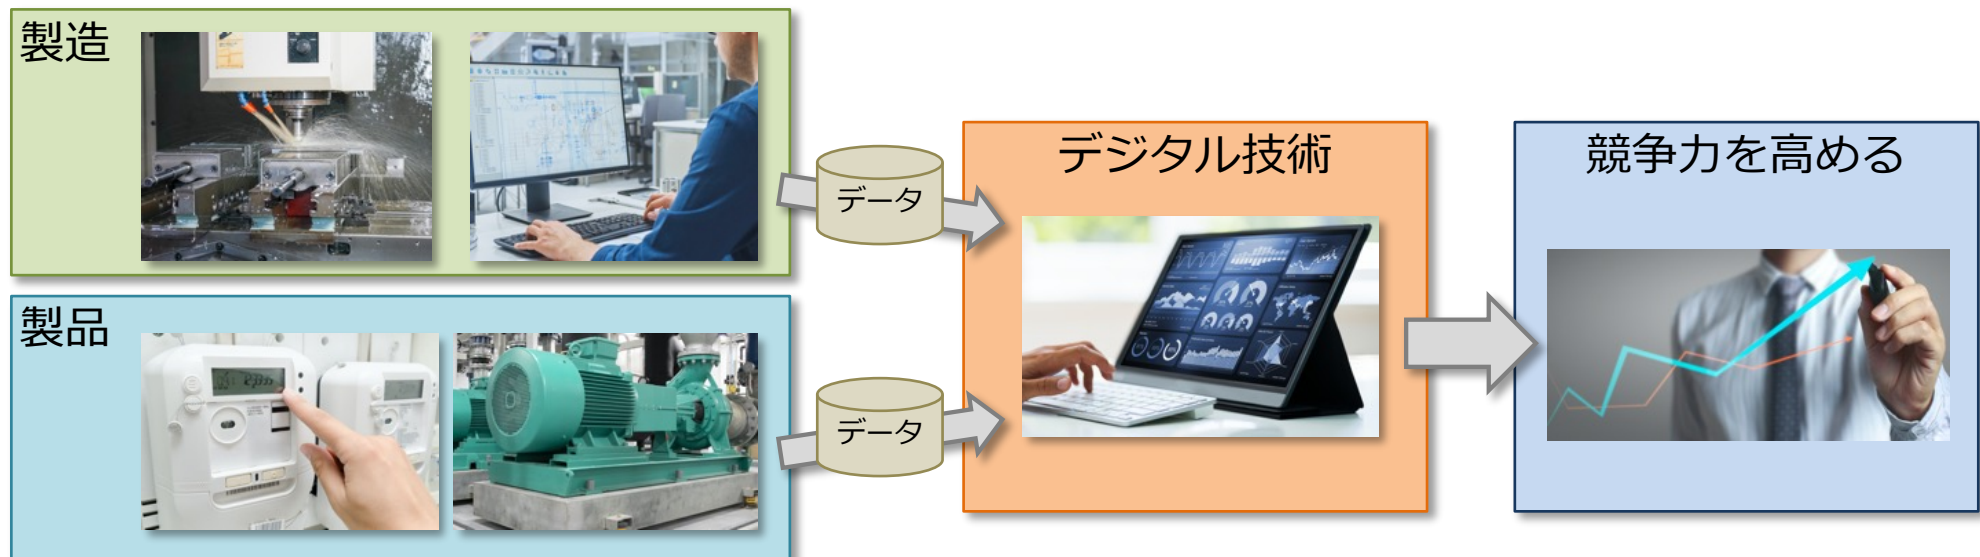 製造
データ
デジタル技術
競争力を高める
製品
データ